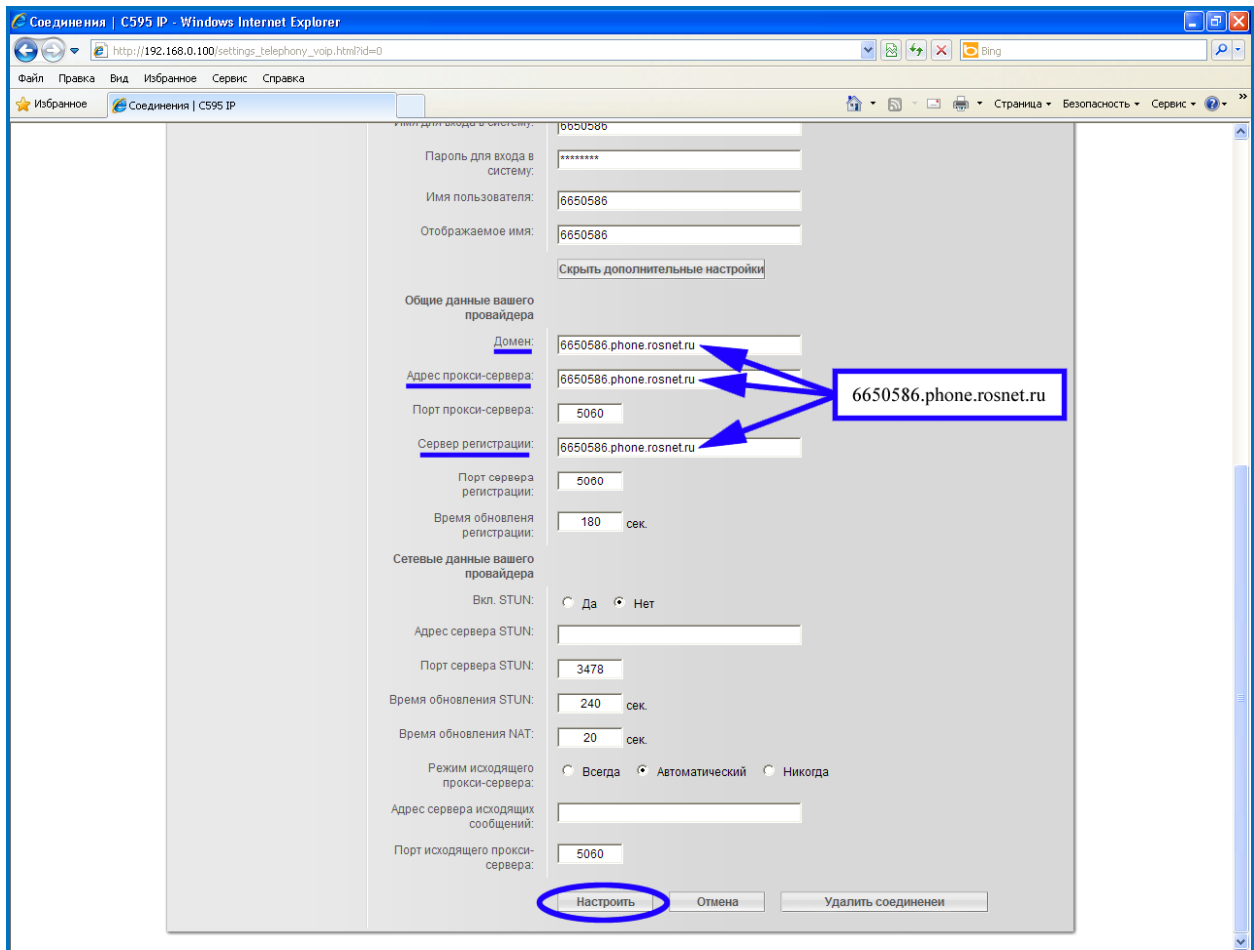 Соединения | C595 IP - Windows Internet Explorer
http://192.168.0.100/settings_telephony_voip.html?id=0
Bing
Файл Правка Вид Избранное Сервис Справка
Избранное Соединения | C595 IP Страница Безопасность Сервис »
Имя для входа в систему: 6650586
Пароль для входа в
систему:
********
Имя пользователя: 6650586
Отображаемое имя: 6650586
Скрыть дополнительные настройки
Общие данные вашего
провайдера
Домен: 6650586.phone.rosnet.ru
Адрес прокси-сервера: 6650586.phone.rosnet.ru
6650586.phone.rosnet.ru
Порт прокси-сервера: 5060
Сервер регистрации: 6650586.phone.rosnet.ru
Порт сервера
регистрации:
5060
Время обновленя
регистрации:
180 сек.
Сетевые данные вашего
провайдера
Вкл. STUN: Да Нет
Адрес сервера STUN:
Порт сервера STUN: 3478
Время обновления STUN: 240 сек.
Время обновления NAT: 20 сек.
Режим исходящего
прокси-сервера:
Всегда Автоматический Никогда
Адрес сервера исходящих
сообщений:
Порт исходящего прокси-
сервера:
5060
Настроить Отмена Удалить соединенеи